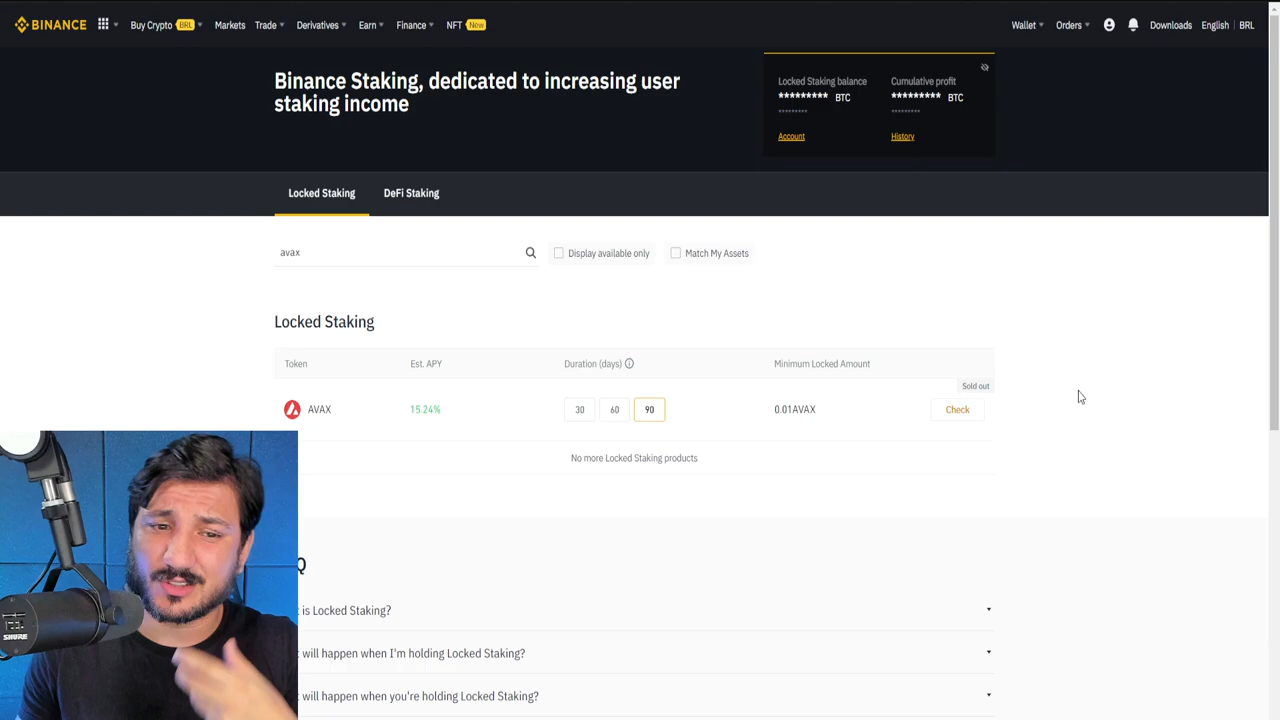 BINANCE
Buy Crypto BRL Markets Trade Derivatives Earn Finance NFT New Wallet Orders Downloads English BRL
Binance Staking, dedicated to increasing user
staking income
Locked Staking balance Cumulative profit
********* BTC ********* BTC
********* *********
Account History
Locked Staking DeFi Staking
avax Display available only Match My Assets
Locked Staking
Token Est. APY Duration (days) Minimum Locked Amount
Sold out
AVAX 15.24% 30 60 90 0.01AVAX Check
No more Locked Staking products
Q
is Locked Staking?
will happen when I'm holding Locked Staking?
will happen when you're holding Locked Staking?
SHURE